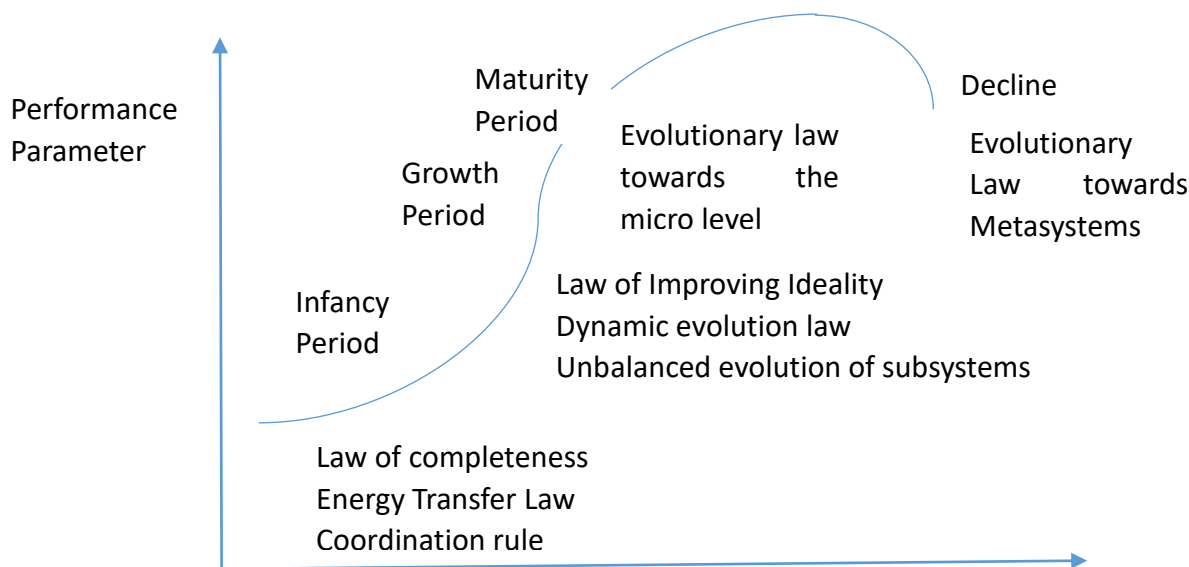 Performance
Parameter
Maturity
Period
Growth
Period
Infancy
Period
Decline
Evolutionary law
towards the
micro level
Evolutionary
Law towards
Metasystems
Law of Improving Ideality
Dynamic evolution law
Unbalanced evolution of subsystems
Law of completeness
Energy Transfer Law
Coordination rule